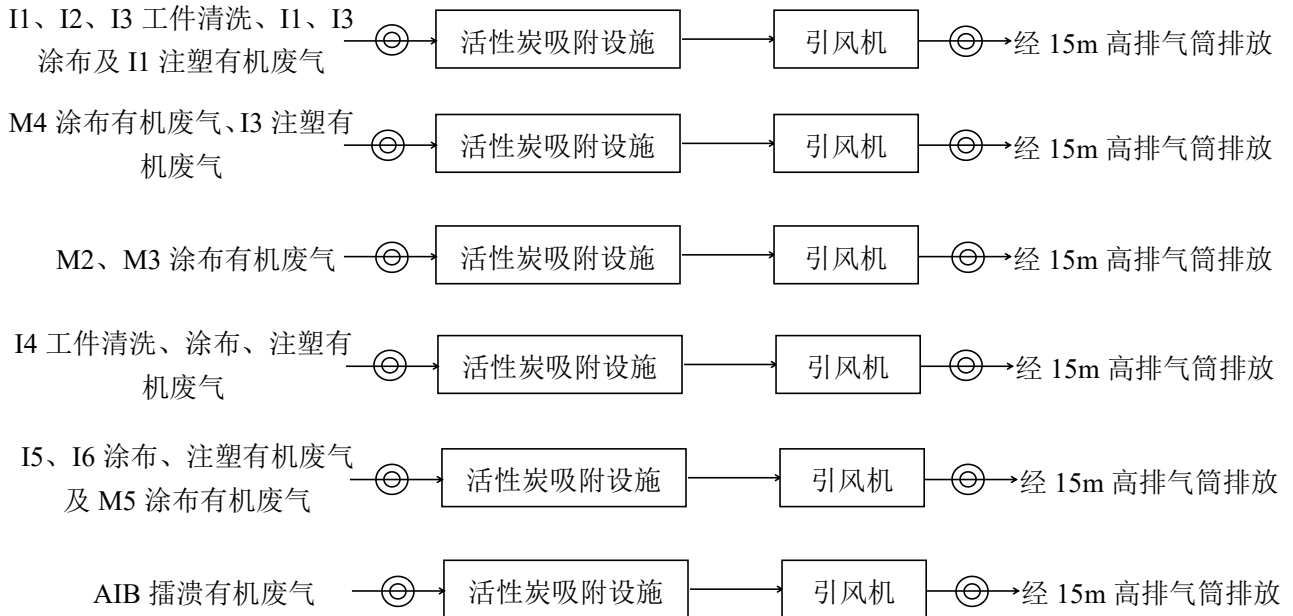 I1、I2、I3 工件清洗、I1、I3
涂布及 I1 注塑有机废气
活性炭吸附设施
引风机
经 15m 高排气筒排放
M4 涂布有机废气、I3 注塑有
机废气
活性炭吸附设施
引风机
经 15m 高排气筒排放
M2、M3 涂布有机废气
活性炭吸附设施
引风机
经 15m 高排气筒排放
I4 工件清洗、涂布、注塑有
机废气
活性炭吸附设施
引风机
经 15m 高排气筒排放
I5、I6 涂布、注塑有机废气
及 M5 涂布有机废气
活性炭吸附设施
引风机
经 15m 高排气筒排放
AIB 擂溃有机废气
活性炭吸附设施
引风机
经 15m 高排气筒排放